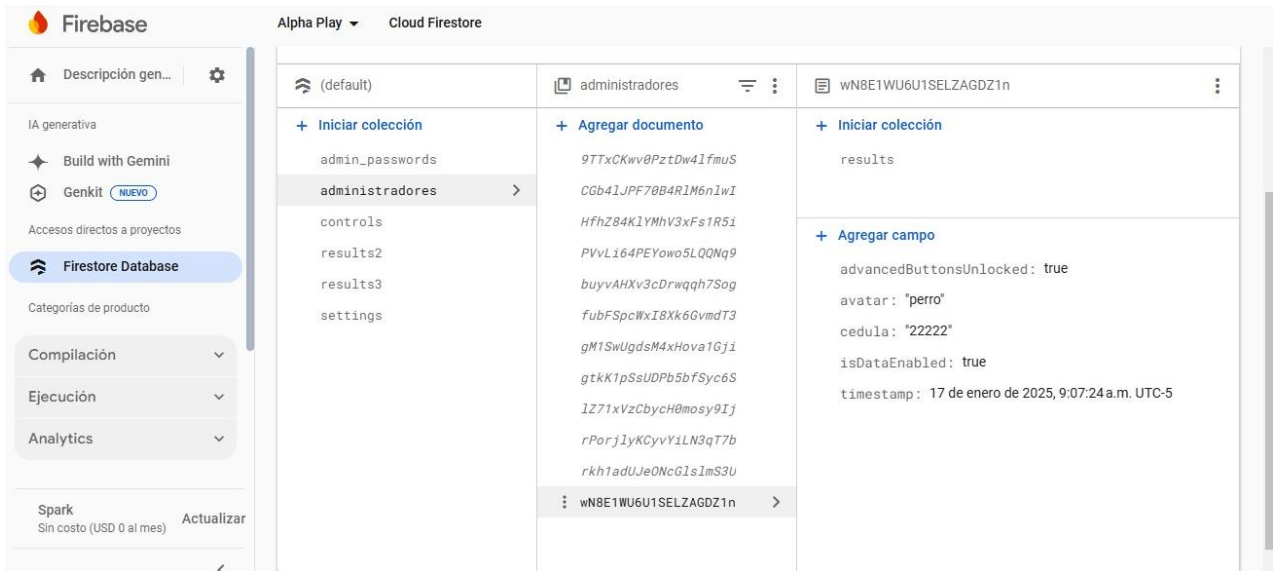 Firebase
Alpha Play
Cloud Firestore
Descripción gen...
IA generativa
Build with Gemini
Genkit NUEVO
Accesos directos a proyectos
Firestore Database
Categorías de producto
Compilación
Ejecución
Analytics
Spark
Sin costo (USD 0 al mes)
Actualizar
(default)
+ Iniciar colección
admin_passwords
administradores
controls
results2
results3
settings
administradores
+ Agregar documento
9TTxCKwv0PztDw4lfmuS
CGb4lJPF70B4RlM6nlwI
HfhZ84KlYMhV3xFs1R5i
PVvLi64PEYowo5LQQNq9
buyvAHXv3cDrwqqh7Sog
fubFSpcWxI8Xk6GvmdT3
gM1SwUgdsM4xHova1Gji
gtkK1pSsUDPb5bfSyc6S
lZ71xVzCbycH0mosy9Ij
rPorjlyKCyvYiLN3qT7b
rkh1adUJeONcGlslmS3U
wN8E1WU6U1SELZAGDZ1n
wN8E1WU6U1SELZAGDZ1n
+ Iniciar colección
results
+ Agregar campo
advancedButtonsUnlocked: true
avatar: "perro"
cedula: "22222"
isDataEnabled: true
timestamp: 17 de enero de 2025, 9:07:24 a.m. UTC-5